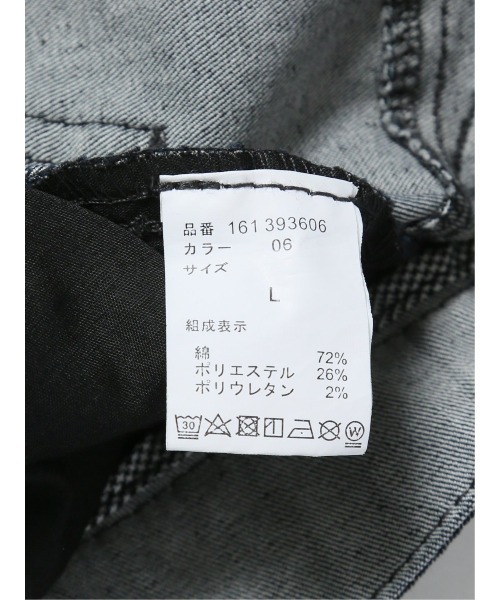 品番 161 393606
カラー 06
サイズ
L
組成表示
綿 72%
ポリエステル 26%
ポリウレタン 2%
30 W